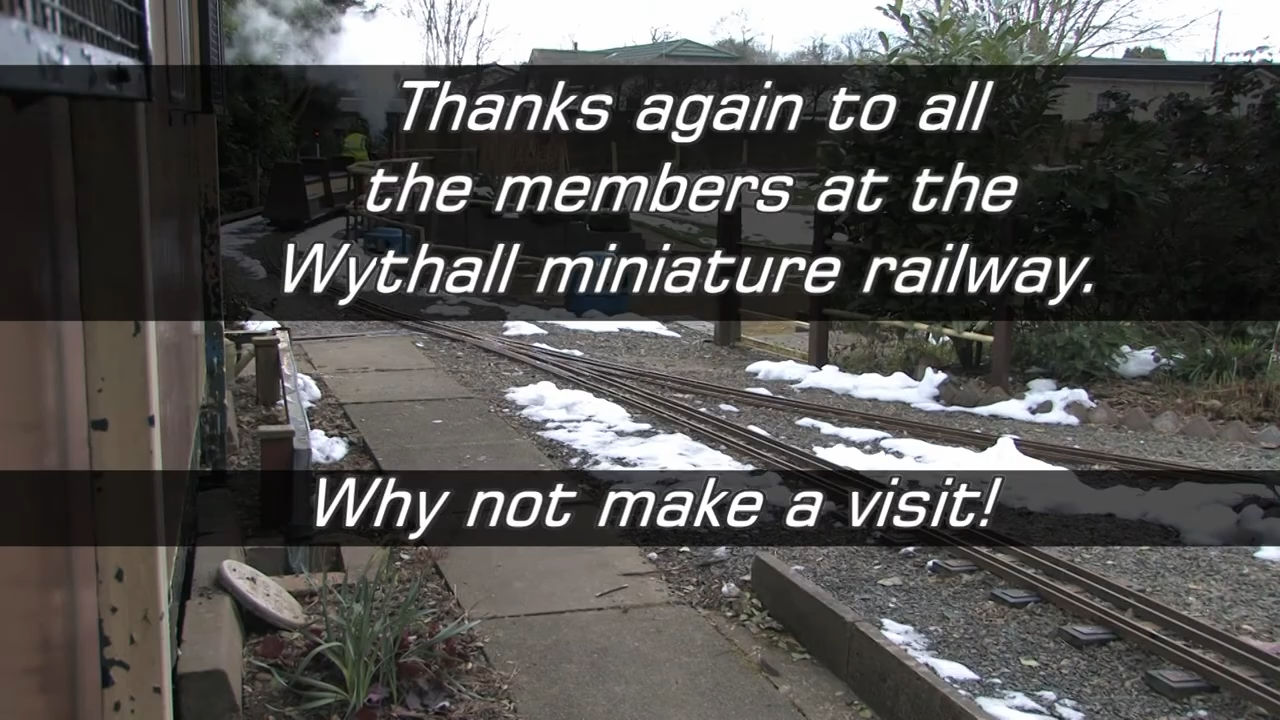 Thanks again to all
the members at the
Wythall miniature railway.
Why not make a visit!